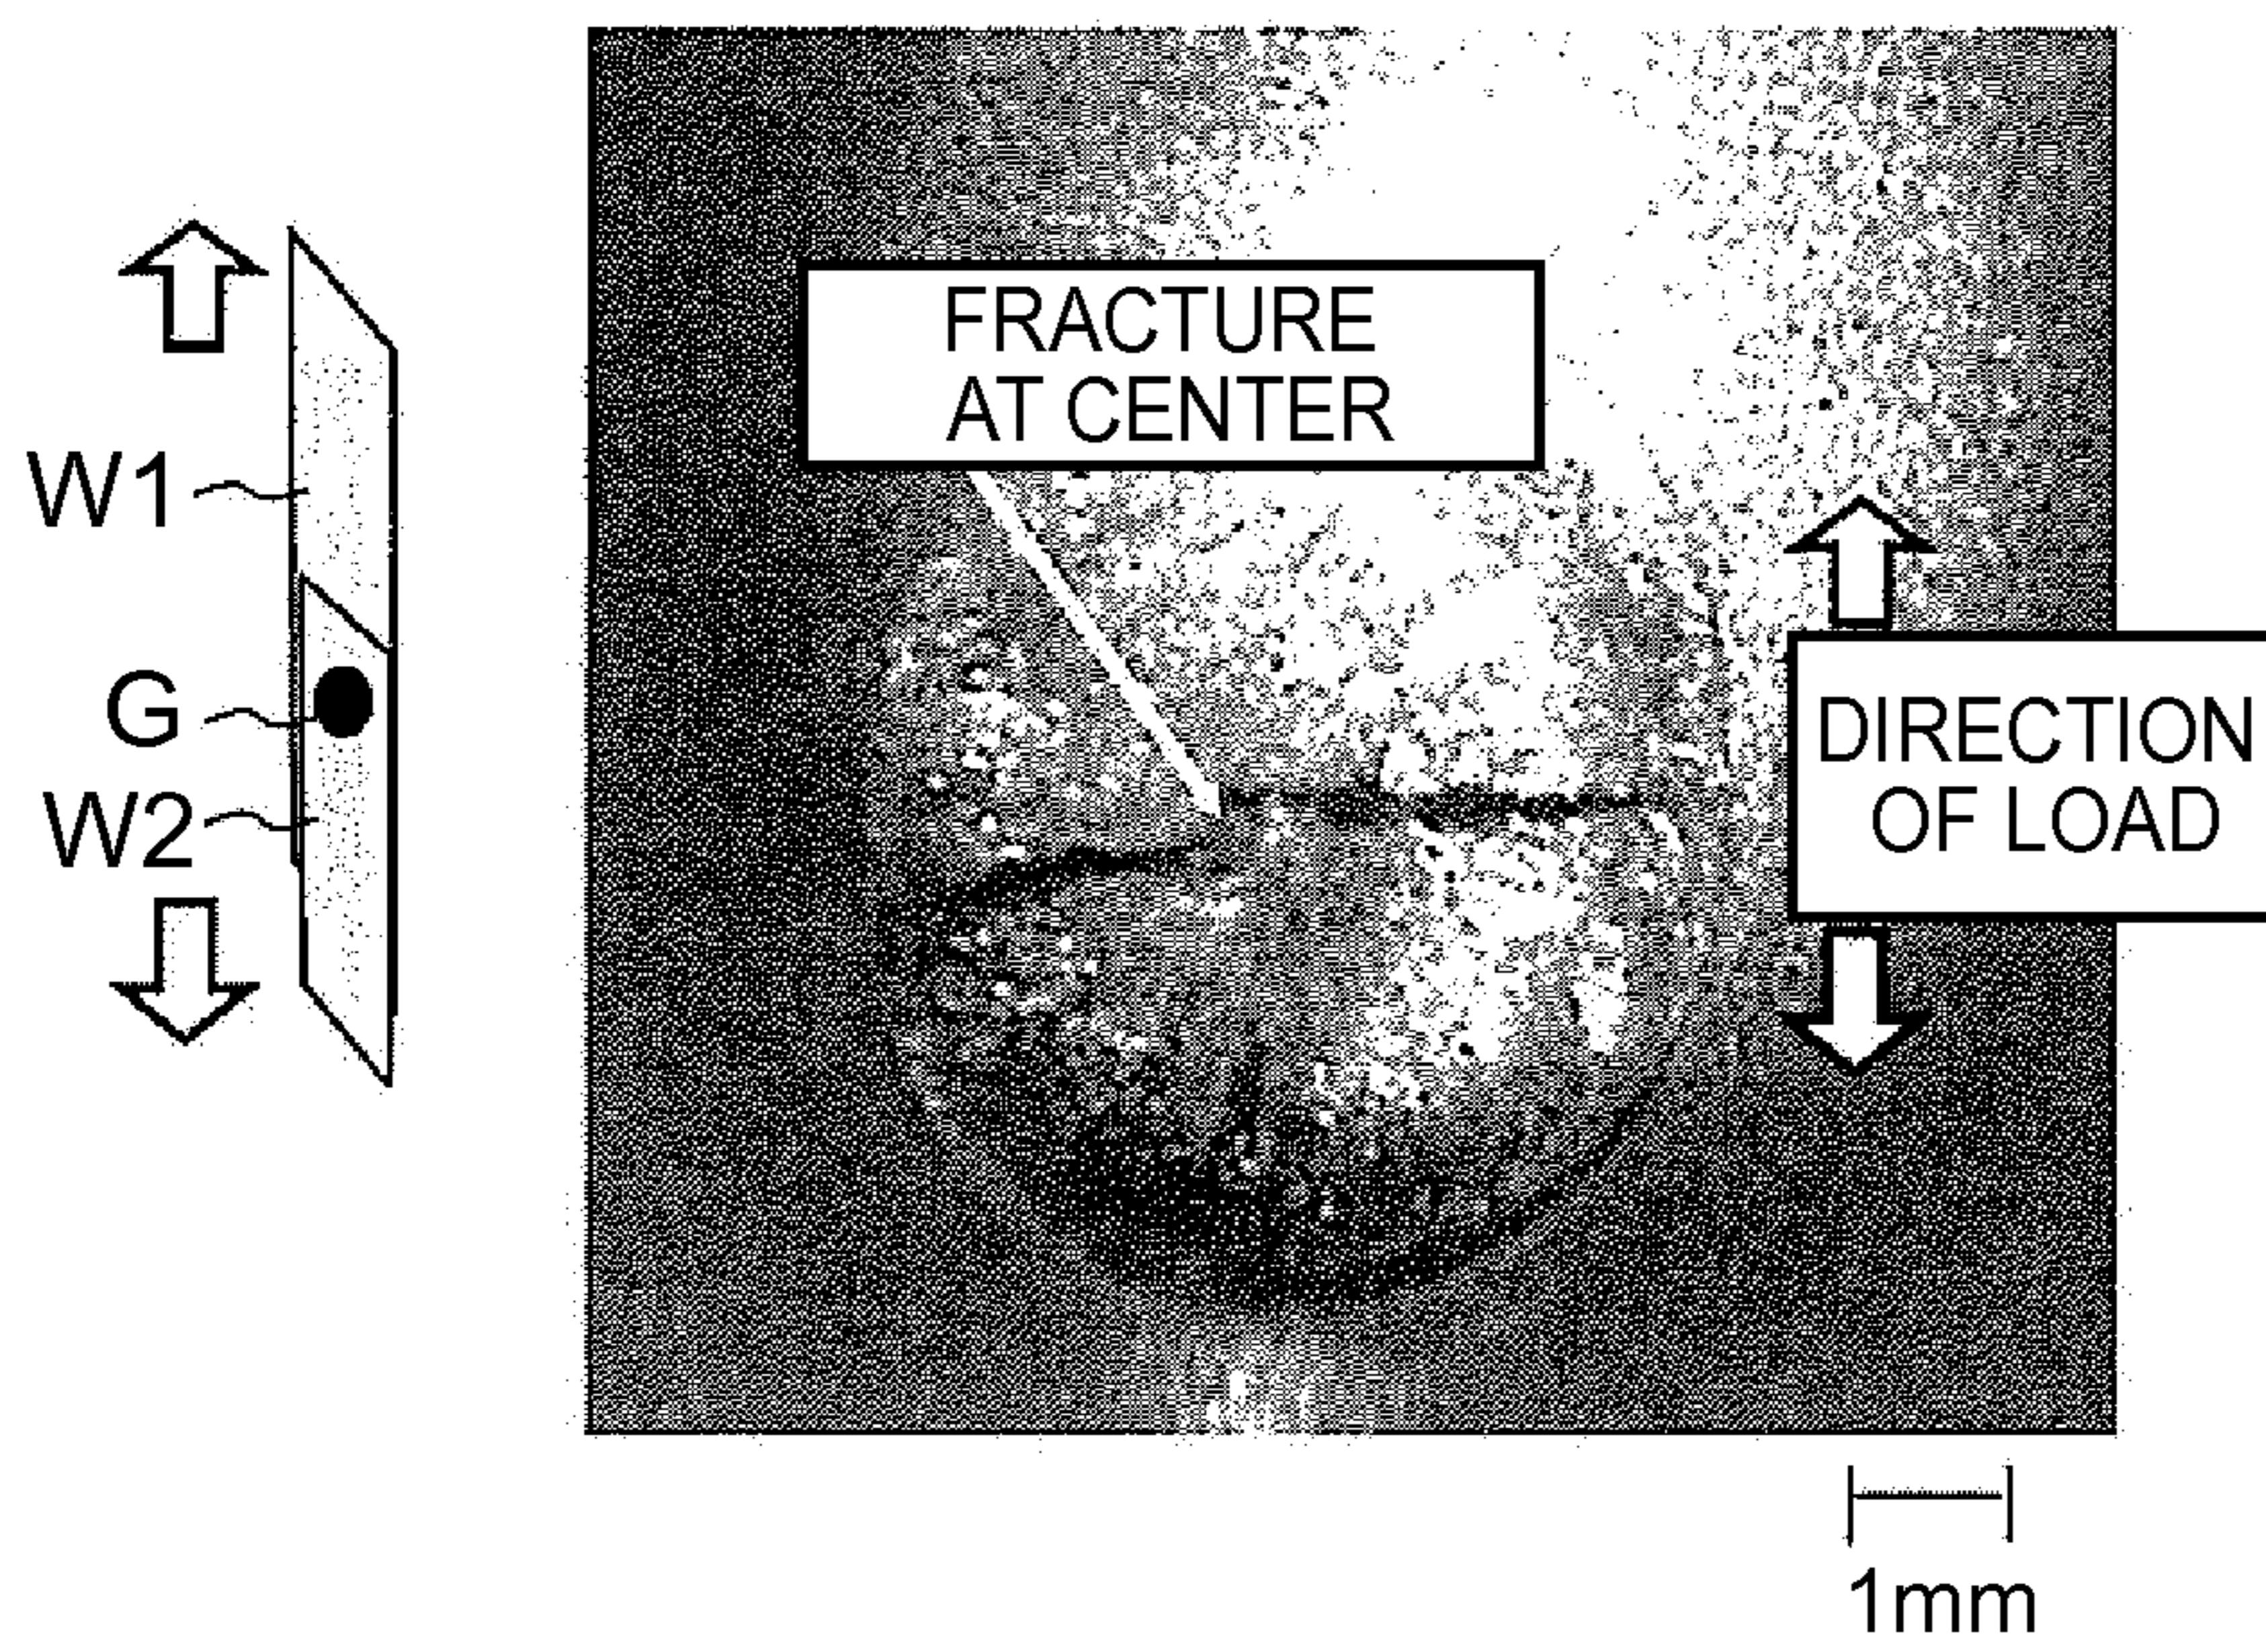 FRACTURE
AT CENTER
W1
G
W2
DIRECTION
OF LOAD
1mm